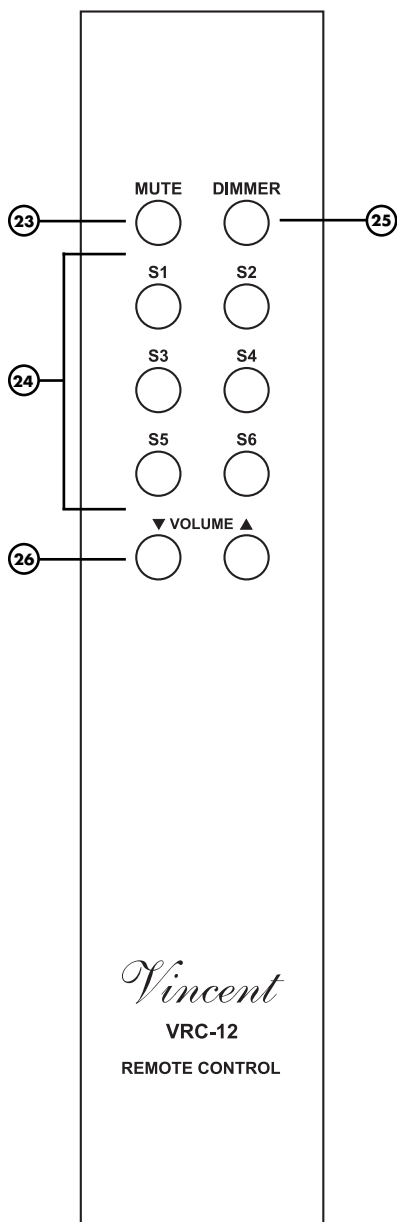 MUTE DIMMER
23 25
S1 S2
S3 S4
24
S5 S6
▼ VOLUME ▲
26
Vincent
VRC-12
REMOTE CONTROL